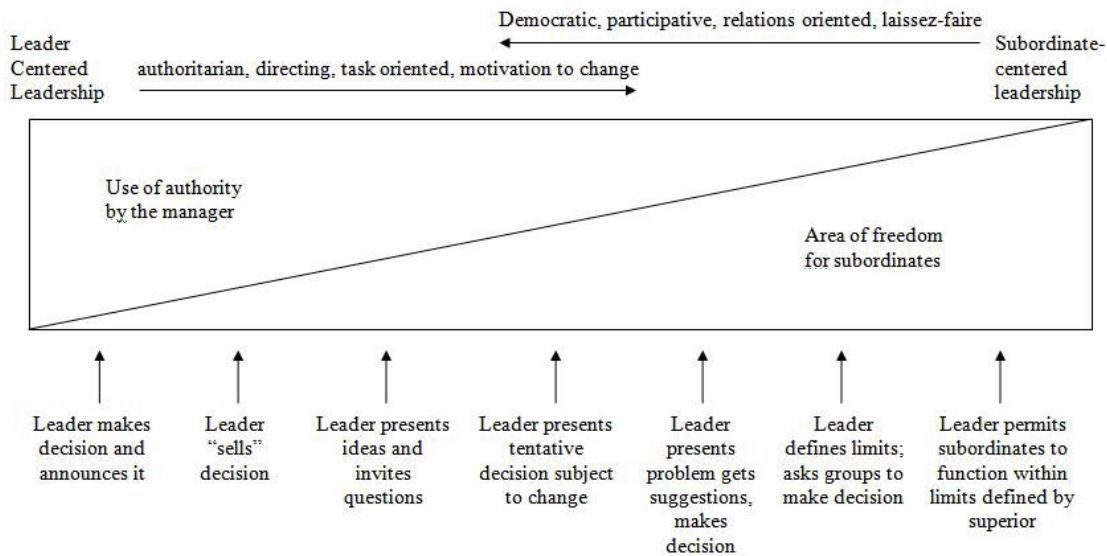 Democratic, participative, relations oriented, laissez-faire
Leader
Centered
Leadership
authoritarian, directing, task oriented, motivation to change
Subordinate-
centered
leadership
Use of authority
by the manager
Area of freedom
for subordinates
Leader makes
decision and
announces it
Leader
“sells”
decision
Leader presents
ideas and
invites
questions
Leader presents
tentative
decision subject
to change
Leader
presents
problem gets
suggestions,
makes
decision
Leader
defines limits;
asks groups to
make decision
Leader permits
subordinates to
function within
limits defined by
superior